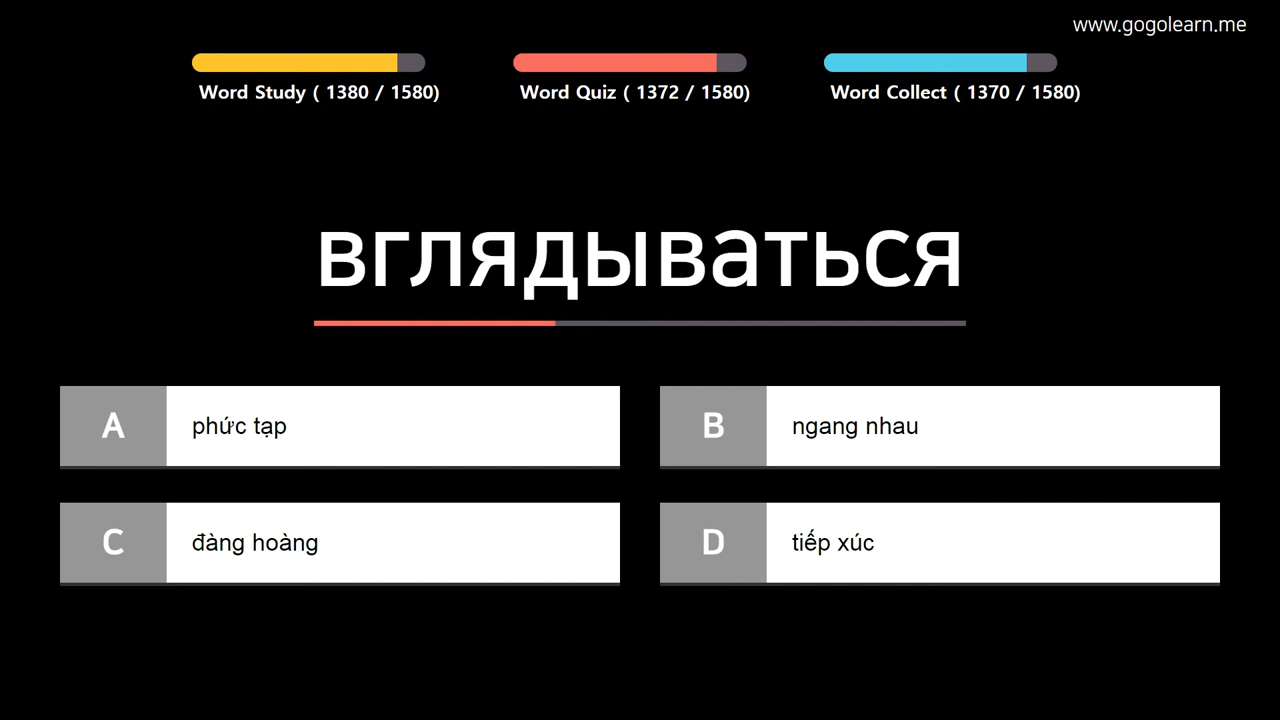 www.gogolearn.me
Word Study ( 1380 / 1580)
Word Quiz ( 1372 / 1580)
Word Collect ( 1370 / 1580)
вглядываться
A phức tạp
B ngang nhau
C đàng hoàng
D tiếp xúc